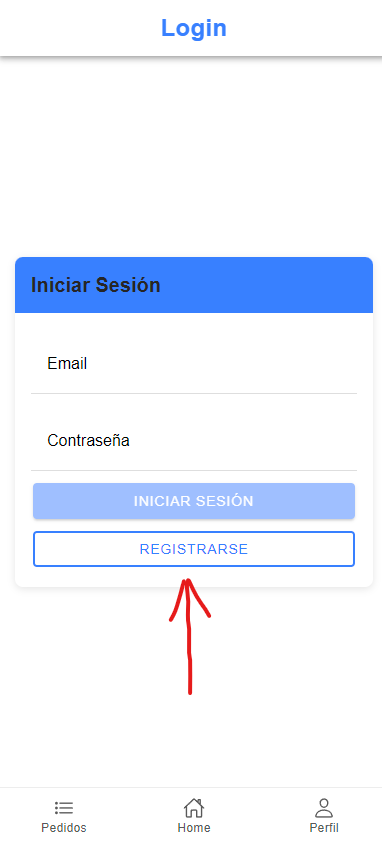 Login
Iniciar Sesión
Email
Contraseña
INICIAR SESIÓN
REGISTRARSE
Pedidos Home Perfil